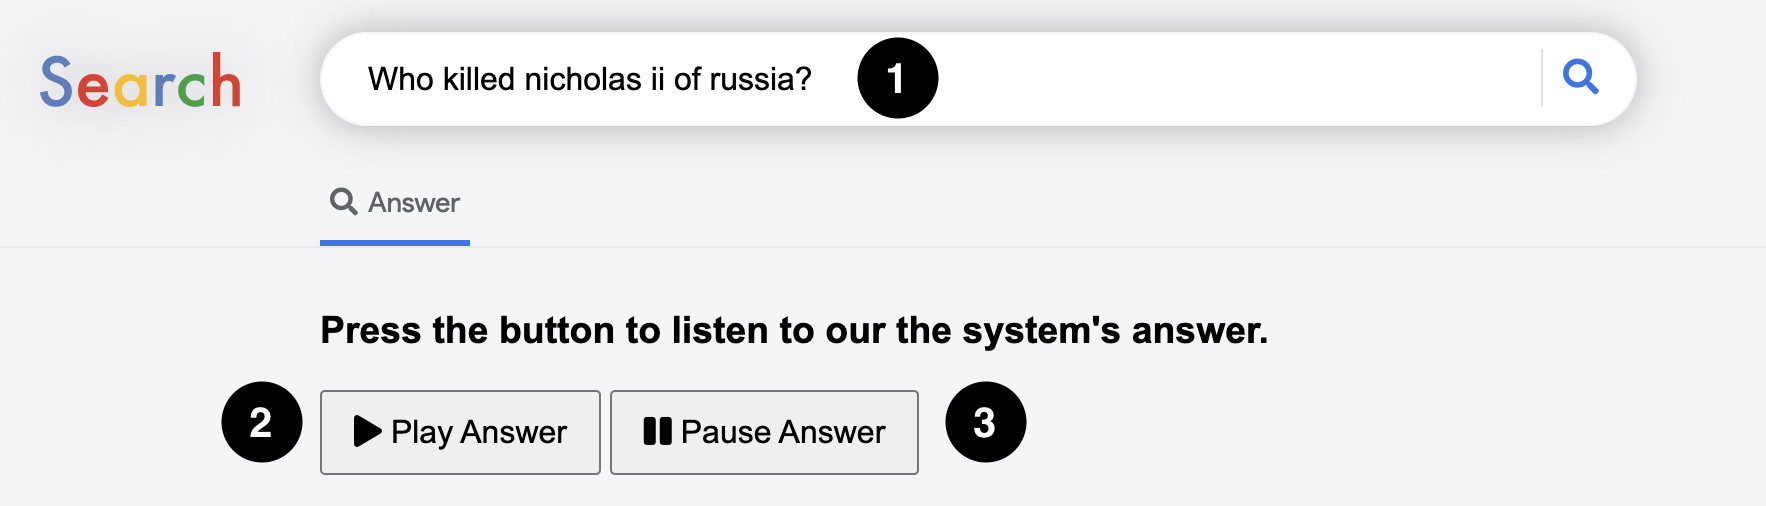 Search
Who killed nicholas ii of russia? 1
Answer
Press the button to listen to our the system's answer.
2 Play Answer Pause Answer 3